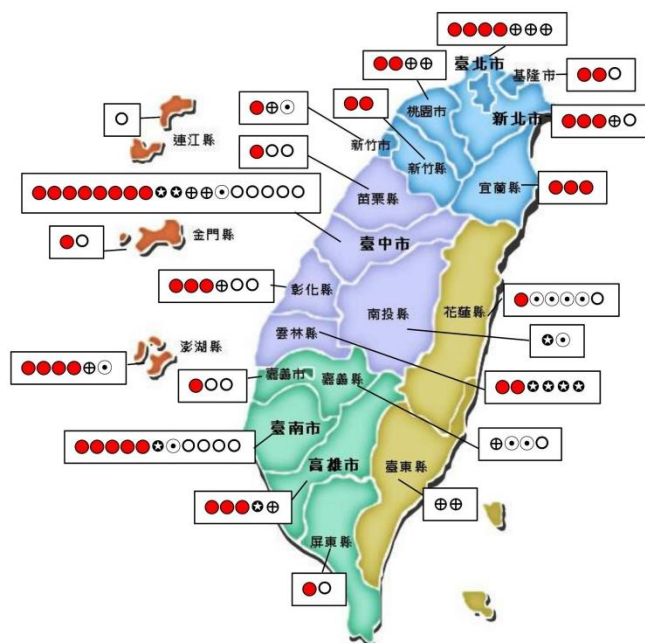 臺北市
基隆市
桃園市
新北市
新竹市
新竹縣
連江縣
宜蘭縣
苗栗縣
臺中市
金門縣
彰化縣
南投縣
花蓮縣
雲林縣
澎湖縣
嘉義市
嘉義縣
臺南市
高雄市
臺東縣
屏東縣